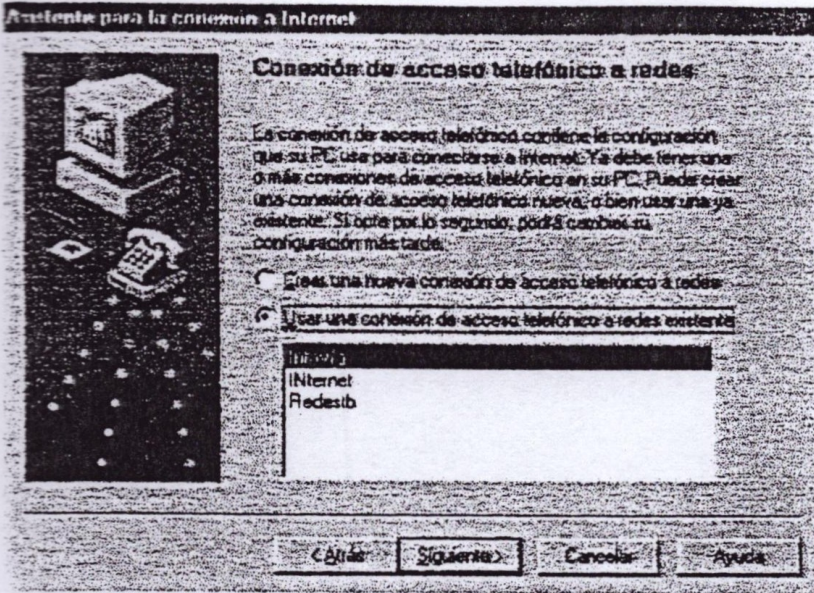 Asistente para la conexión a Internet
Conexión de acceso telefónico a redes
La conexión de acceso telefónico contiene la configuración
que su PC usa para conectarse a Internet. Ya debe tener una
o más conexiones de acceso telefónico en su PC. Puede crear
una conexión de acceso telefónico nueva, o bien usar una ya
existente. Si opta por lo segundo, podrá cambiar su
configuración más tarde.
Crear una nueva conexión de acceso telefónico a redes
Usar una conexión de acceso telefónico a redes existente
INternet
Redestb
< Atrás
Siguiente >
Cancelar
Ayuda